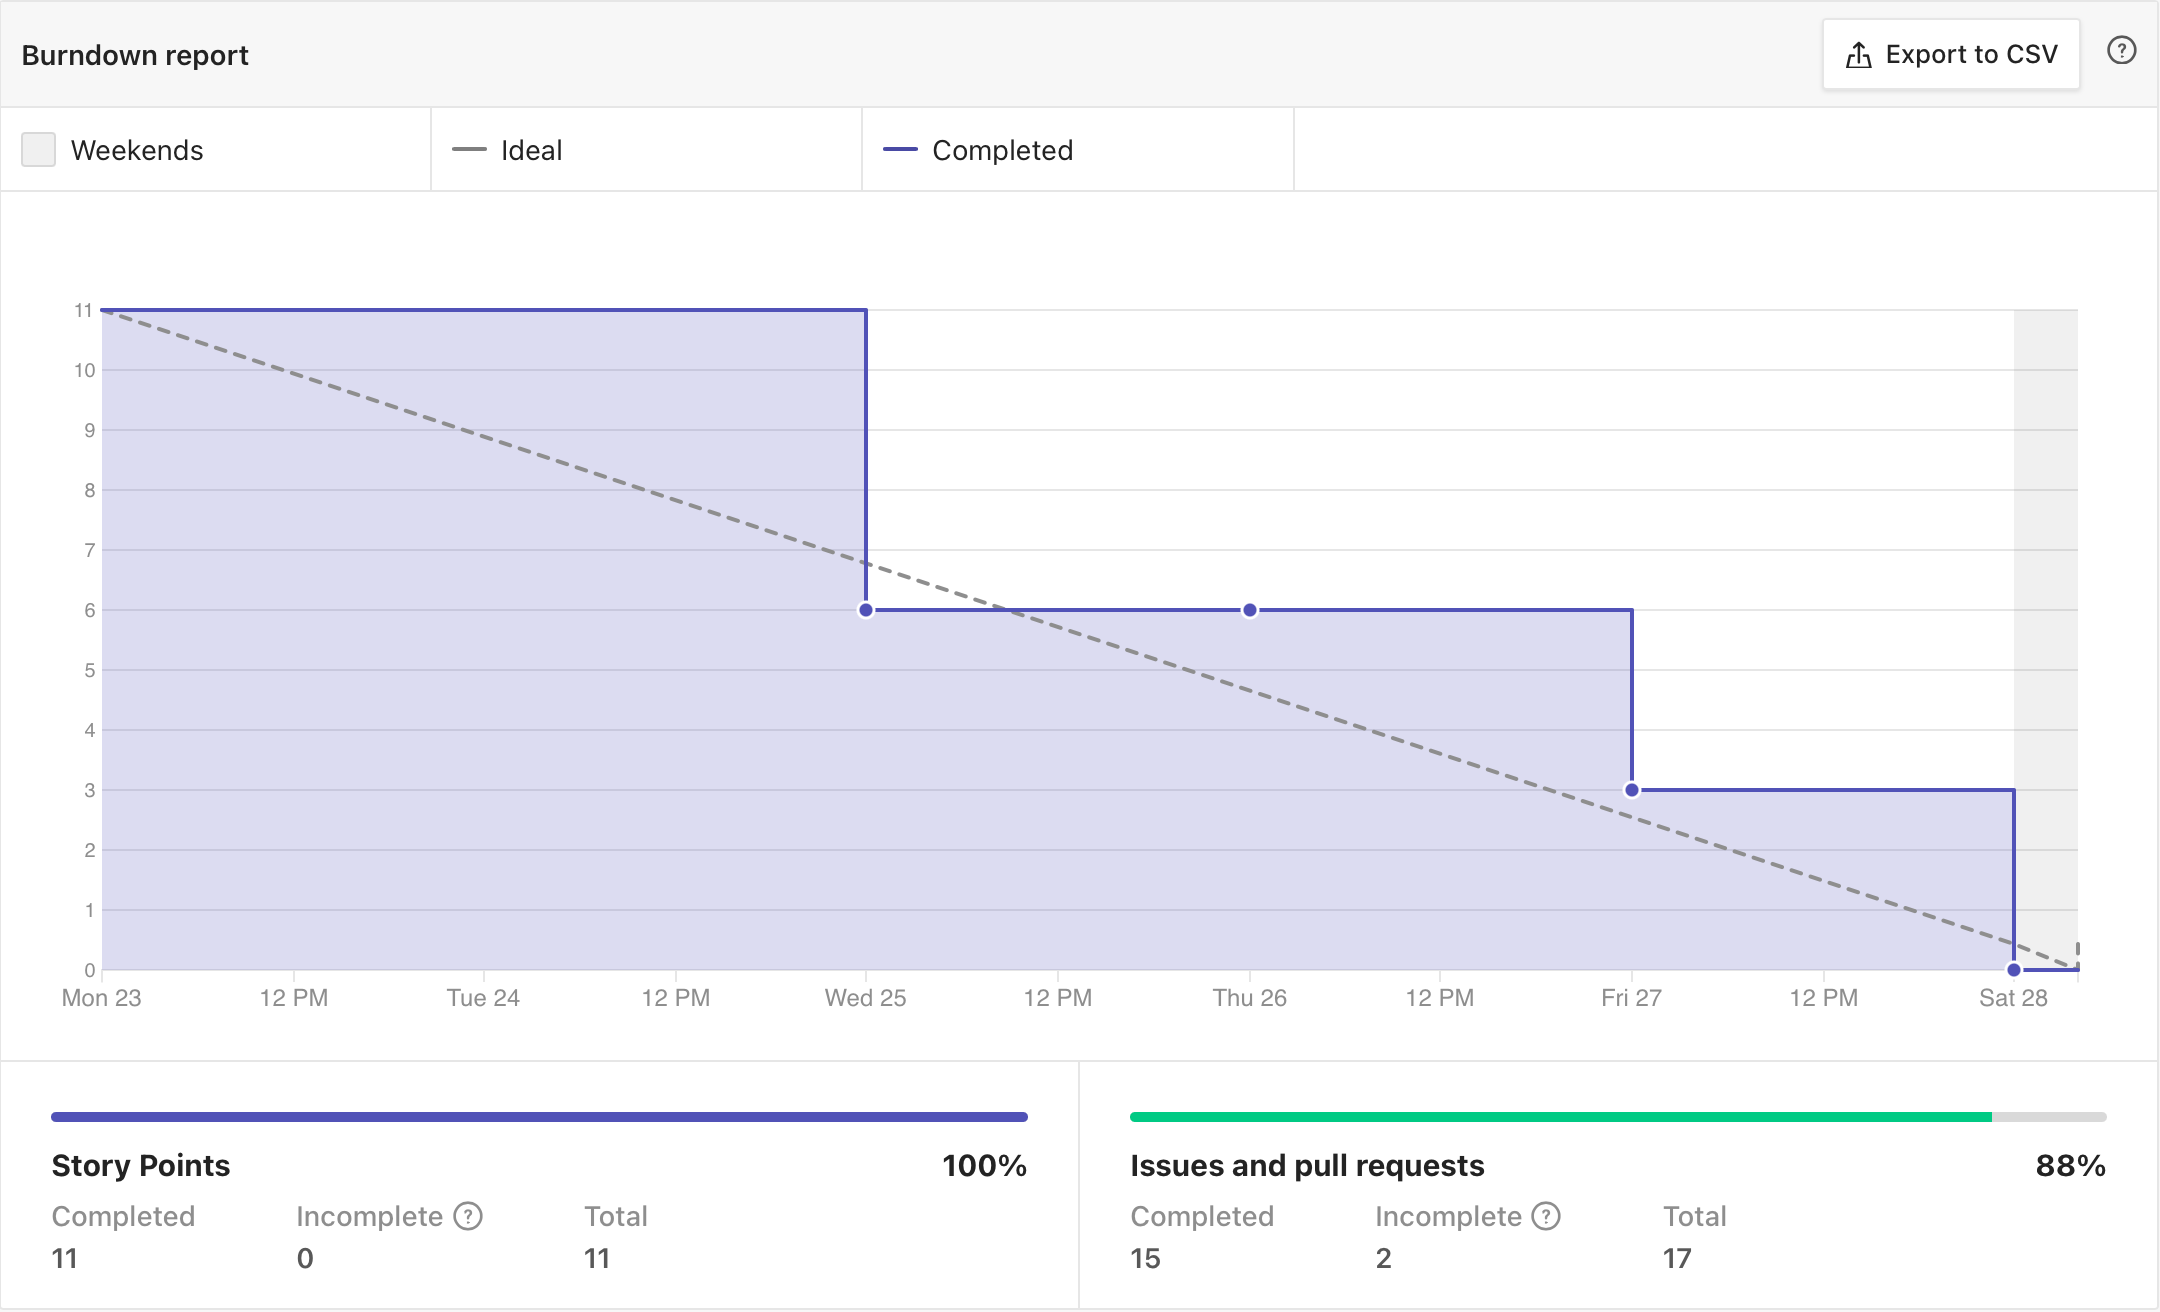 Burndown report
Export to CSV ?
Weekends Ideal Completed
11
10
9
8
7
6
5
4
3
2
1
0
Mon 23 12 PM Tue 24 12 PM Wed 25 12 PM Thu 26 12 PM Fri 27 12 PM Sat 28
Story Points 100%
Completed Incomplete ? Total
11 0 11
Issues and pull requests 88%
Completed Incomplete ? Total
15 2 17